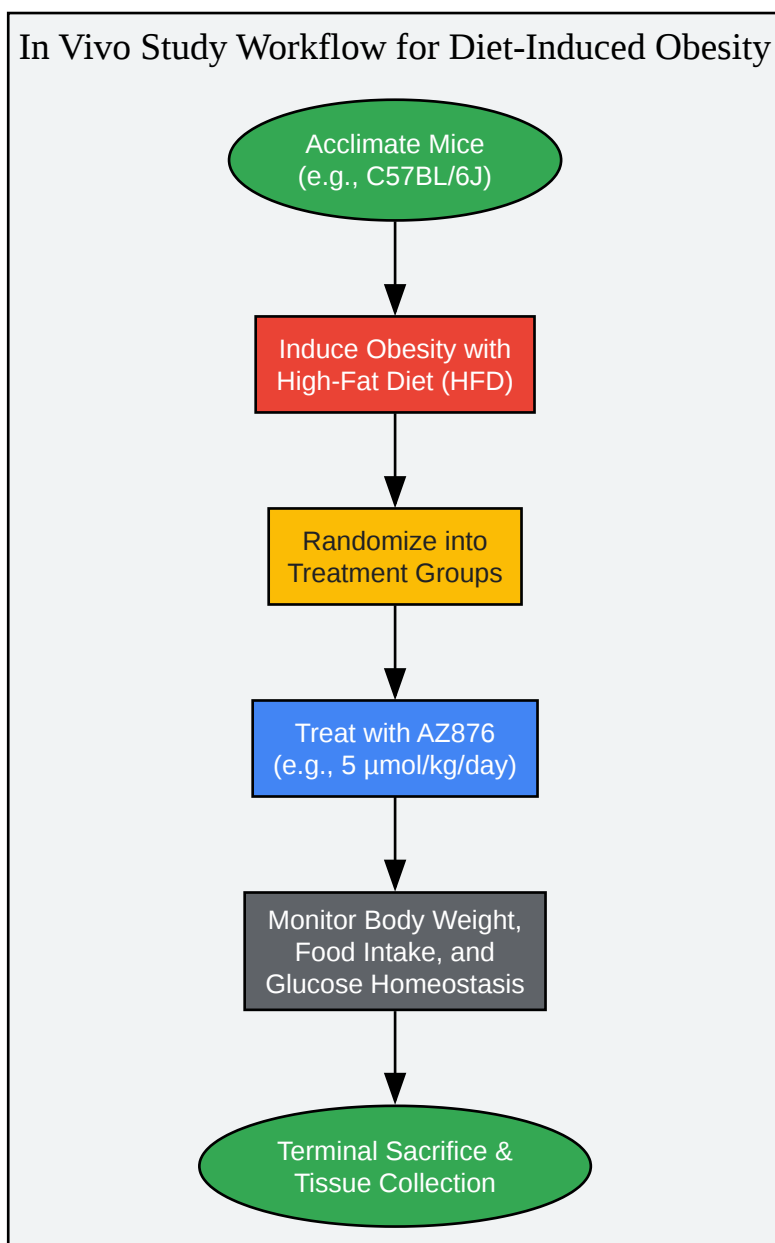 In Vivo Study Workflow for Diet-Induced Obesity
Acclimate Mice
(e.g., C57BL/6J)
Induce Obesity with
High-Fat Diet (HFD)
Randomize into
Treatment Groups
Treat with AZ876
(e.g., 5 µmol/kg/day)
Monitor Body Weight,
Food Intake, and
Glucose Homeostasis
Terminal Sacrifice &
Tissue Collection